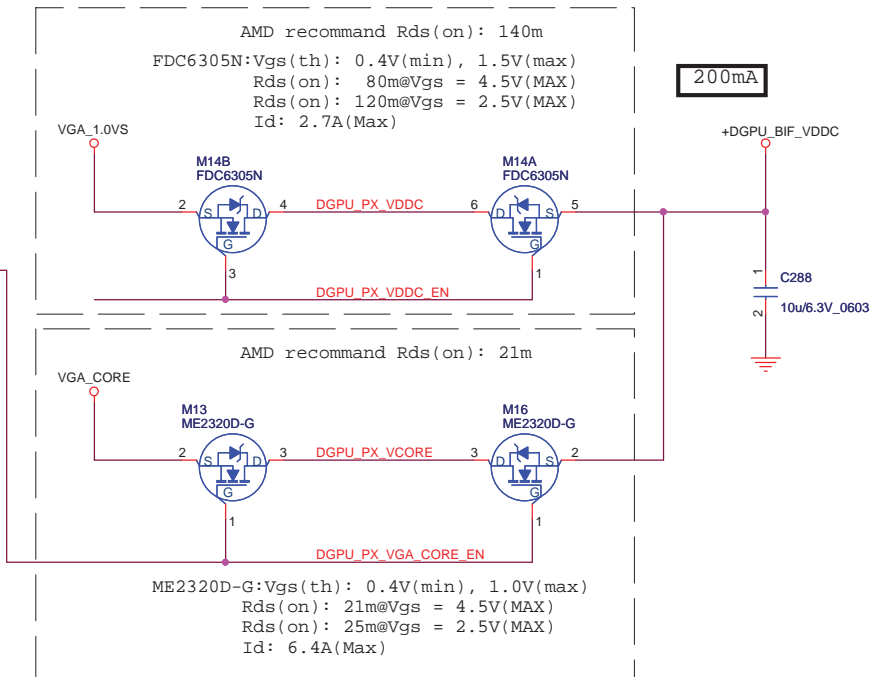 AMD recommand Rds(on): 140m
FDC6305N:Vgs(th): 0.4V(min), 1.5V(max)
Rds(on): 80m@Vgs = 4.5V(MAX)
Rds(on): 120m@Vgs = 2.5V(MAX)
Id: 2.7A(Max)
200mA
VGA_1.0VS
+DGPU_BIF_VDDC
M14B
FDC6305N
M14A
FDC6305N
2
S
D
G
4
DGPU_PX_VDDC
6
D
S
G
5
3
1
DGPU_PX_VDDC_EN
1
C288
2
10u/6.3V_0603
AMD recommand Rds(on): 21m
VGA_CORE
M13
ME2320D-G
M16
ME2320D-G
2
S
D
G
3
DGPU_PX_VCORE
3
D
S
G
2
1
1
DGPU_PX_VGA_CORE_EN
ME2320D-G:Vgs(th): 0.4V(min), 1.0V(max)
Rds(on): 21m@Vgs = 4.5V(MAX)
Rds(on): 25m@Vgs = 2.5V(MAX)
Id: 6.4A(Max)